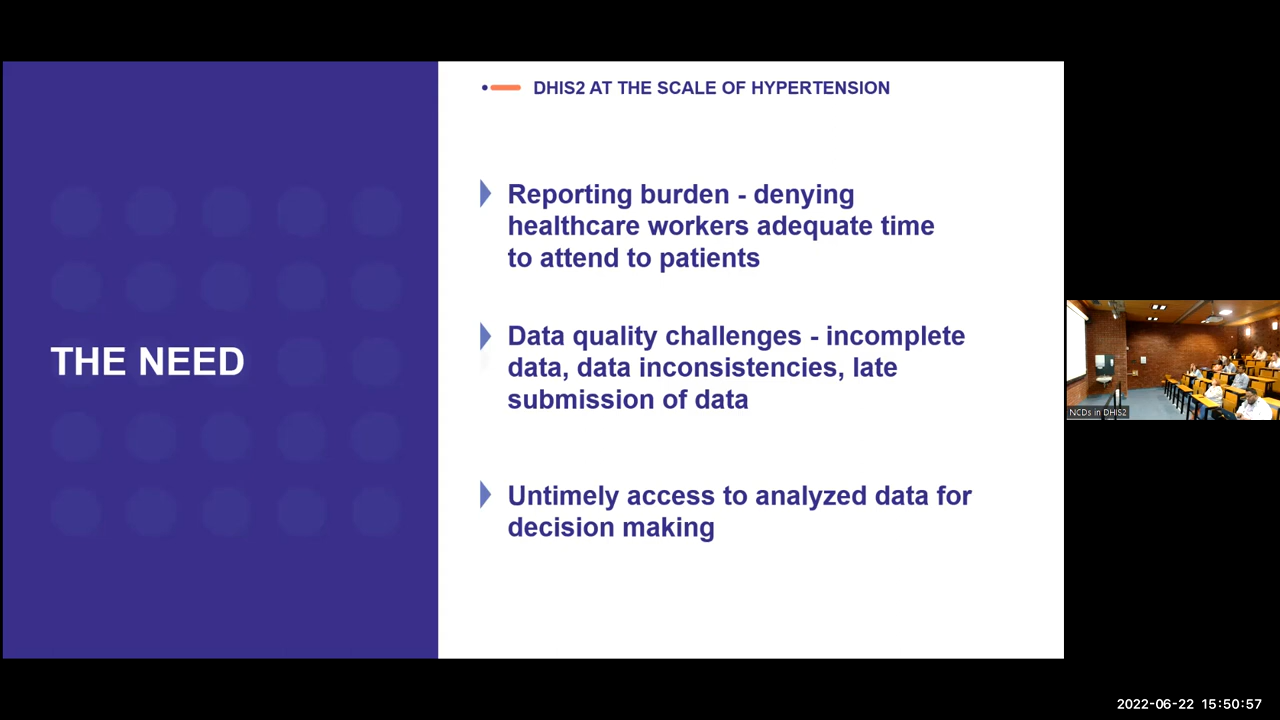 DHIS2 AT THE SCALE OF HYPERTENSION
THE NEED
Reporting burden - denying
healthcare workers adequate time
to attend to patients
Data quality challenges - incomplete
data, data inconsistencies, late
submission of data
Untimely access to analyzed data for
decision making
NCDs in DHIS2
2022-06-22 15:50:57